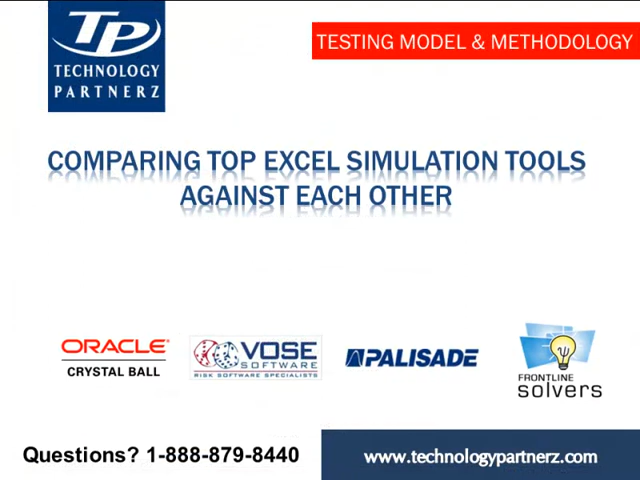 TP
TECHNOLOGY
PARTNERZ
TESTING MODEL & METHODOLOGY
COMPARING TOP EXCEL SIMULATION TOOLS
AGAINST EACH OTHER
ORACLE®
CRYSTAL BALL
VOSE
SOFTWARE
RISK SOFTWARE SPECIALISTS
PALISADE
FRONTLINE
solvers
Questions? 1-888-879-8440
www.technologypartnerz.com